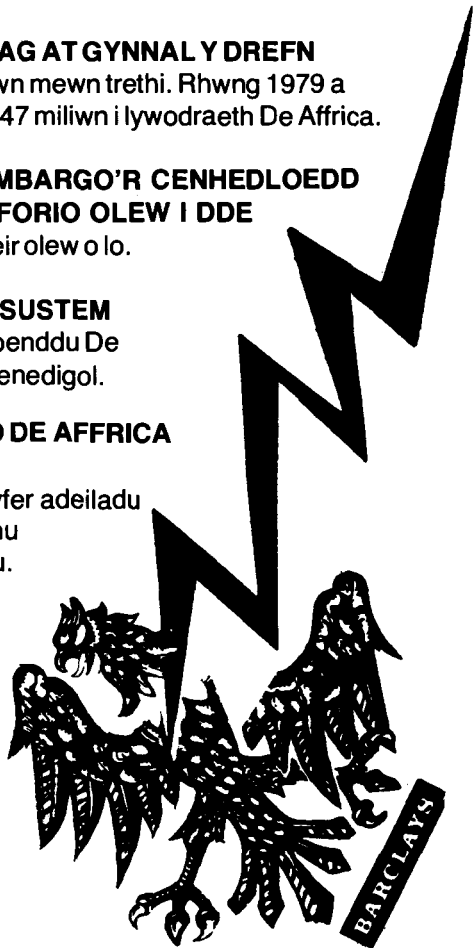 AG AT GYNNAL Y DREFN
wn mewn trethi. Rhwng 1979 a
47 miliwn i lywodraeth De Affrica.
MBARGO'R CENHEDLOEDD
FORIO OLEW I DDE
eir olew o lo.
SUSTEM
penddu De
enedigol.
DE AFFRICA
fer adeiladu
u.
BARCLAYS